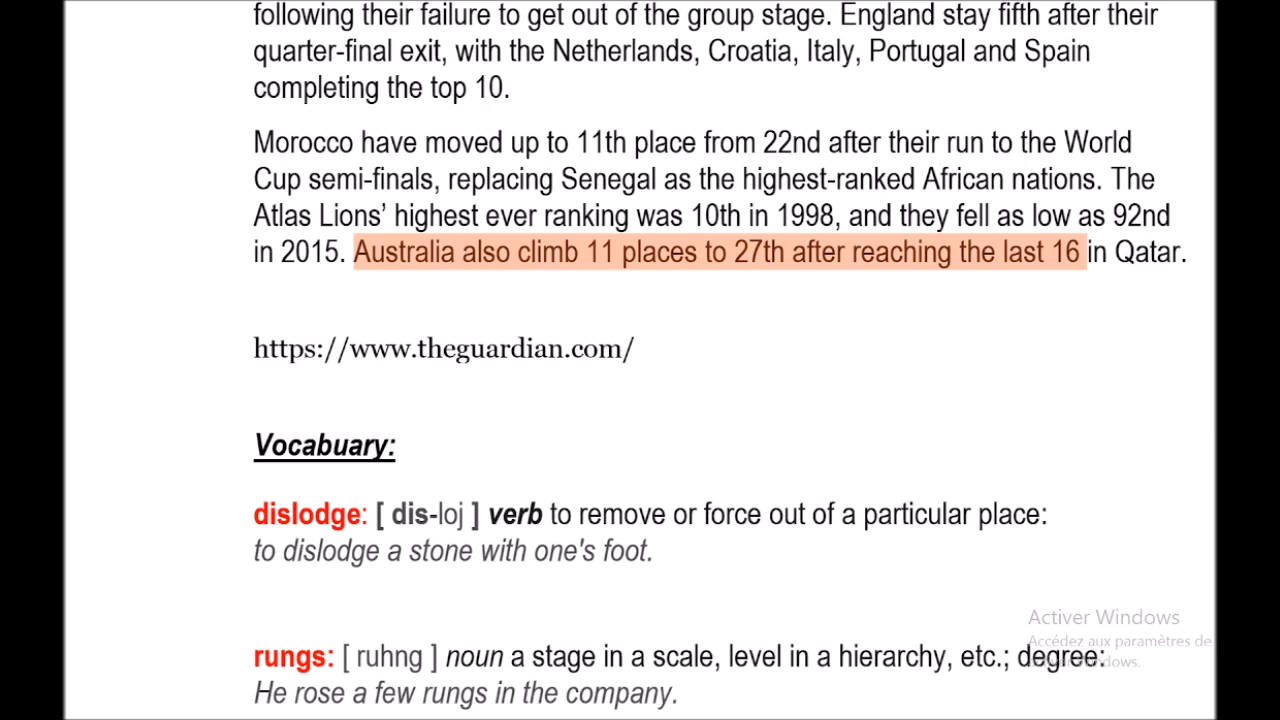 following their failure to get out of the group stage. England stay fifth after their
quarter-final exit, with the Netherlands, Croatia, Italy, Portugal and Spain
completing the top 10.
Morocco have moved up to 11th place from 22nd after their run to the World
Cup semi-finals, replacing Senegal as the highest-ranked African nations. The
Atlas Lions’ highest ever ranking was 10th in 1998, and they fell as low as 92nd
in 2015. Australia also climb 11 places to 27th after reaching the last 16 in Qatar.
https://www.theguardian.com/
Vocabuary:
dislodge: [ dis-loj ] verb to remove or force out of a particular place:
to dislodge a stone with one's foot.
rungs: [ ruhng ] noun a stage in a scale, level in a hierarchy, etc.; degree:
He rose a few rungs in the company.
Activer Windows
Accédez aux paramètres de